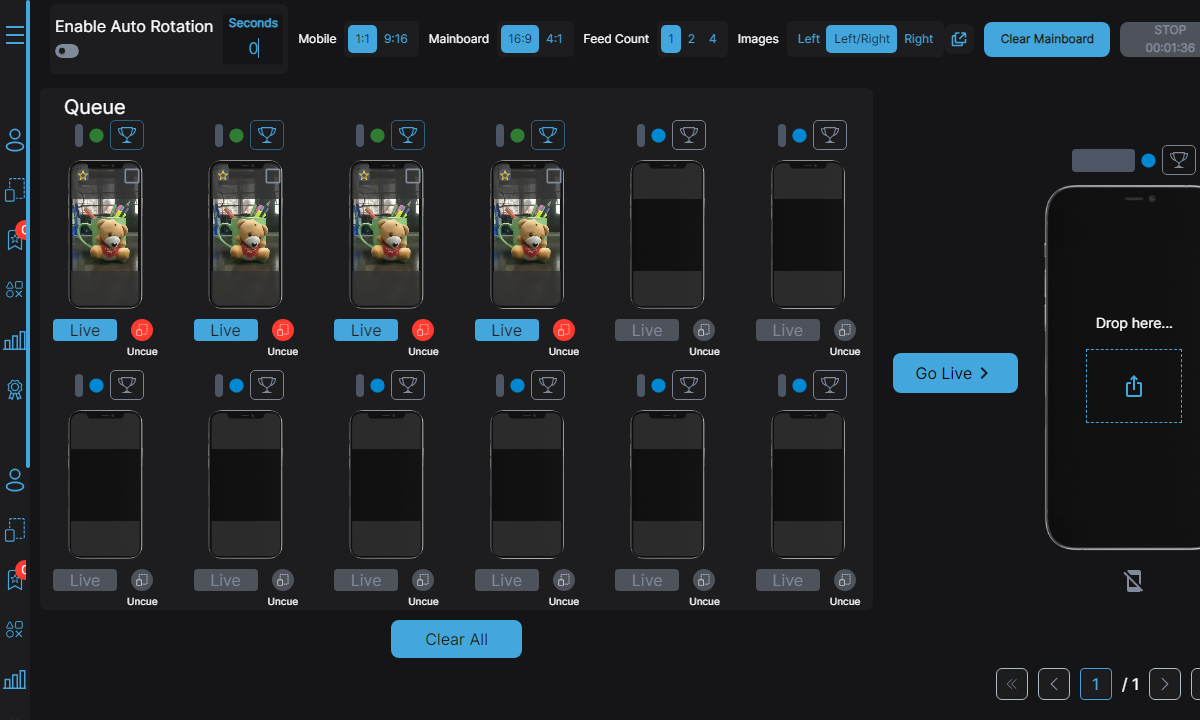 Enable Auto Rotation
Seconds
0
Mobile 1:1 9:16 Mainboard 16:9 4:1 Feed Count 1 2 4 Images Left Left/Right Right Clear Mainboard
STOP
00:01:36
Queue
Live Live Live Live Live Live
Uncue Uncue Uncue Uncue Uncue Uncue
Drop here...
Go Live
Live Live Live Live Live Live
Uncue Uncue Uncue Uncue Uncue Uncue
Clear All
1 / 1